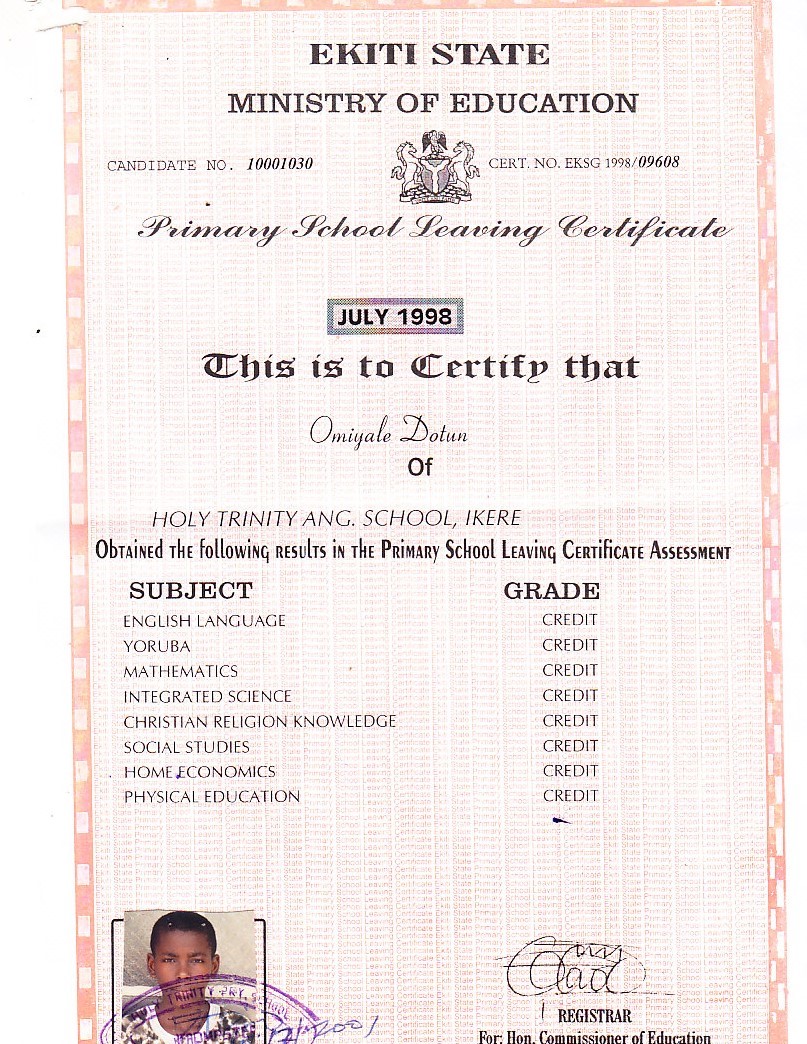 EKITI STATE
MINISTRY OF EDUCATION
CANDIDATE NO. 10001030
CERT. NO. EKSG 1998/09608
Primary School Leaving Certificate
JULY 1998
This is to Certify that
Omiyale Dotun
Of
HOLY TRINITY ANG. SCHOOL, IKERE
Obtained the following results in the Primary School Leaving Certificate Assessment
SUBJECT GRADE
ENGLISH LANGUAGE CREDIT
YORUBA CREDIT
MATHEMATICS CREDIT
INTEGRATED SCIENCE CREDIT
CHRISTIAN RELIGION KNOWLEDGE CREDIT
SOCIAL STUDIES CREDIT
HOME ECONOMICS CREDIT
PHYSICAL EDUCATION CREDIT
TRINITY PRY. SCHOOL
REGISTRAR
For: Hon. Commissioner of Education